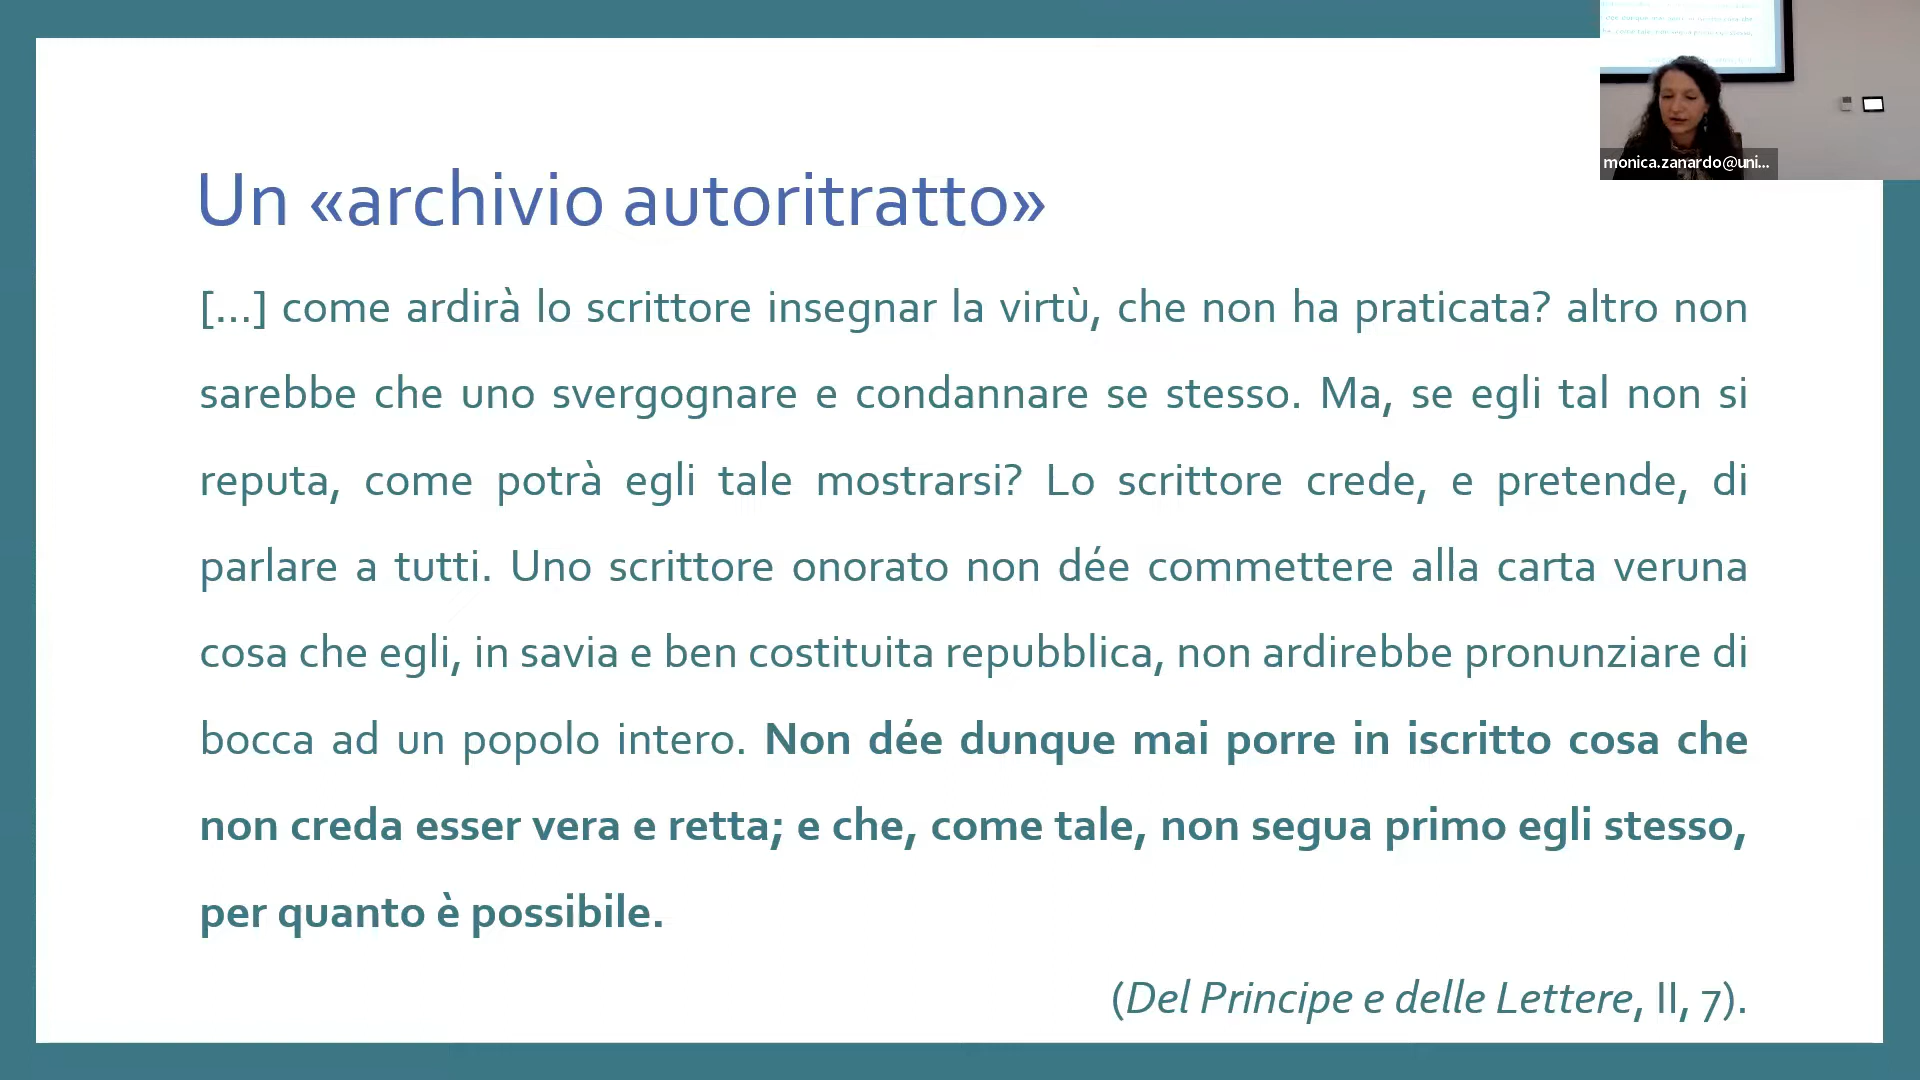 monica.zanardo@uni...
Un «archivio autoritratto»
[...] come ardirà lo scrittore insegnar la virtù, che non ha praticata? altro non
sarebbe che uno svergognare e condannare se stesso. Ma, se egli tal non si
reputa, come potrà egli tale mostrarsi? Lo scrittore crede, e pretende, di
parlare a tutti. Uno scrittore onorato non dée commettere alla carta veruna
cosa che egli, in savia e ben costituita repubblica, non ardirebbe pronunziare di
bocca ad un popolo intero. Non dée dunque mai porre in iscritto cosa che
non creda esser vera e retta; e che, come tale, non segua primo egli stesso,
per quanto è possibile.
(Del Principe e delle Lettere, II, 7).